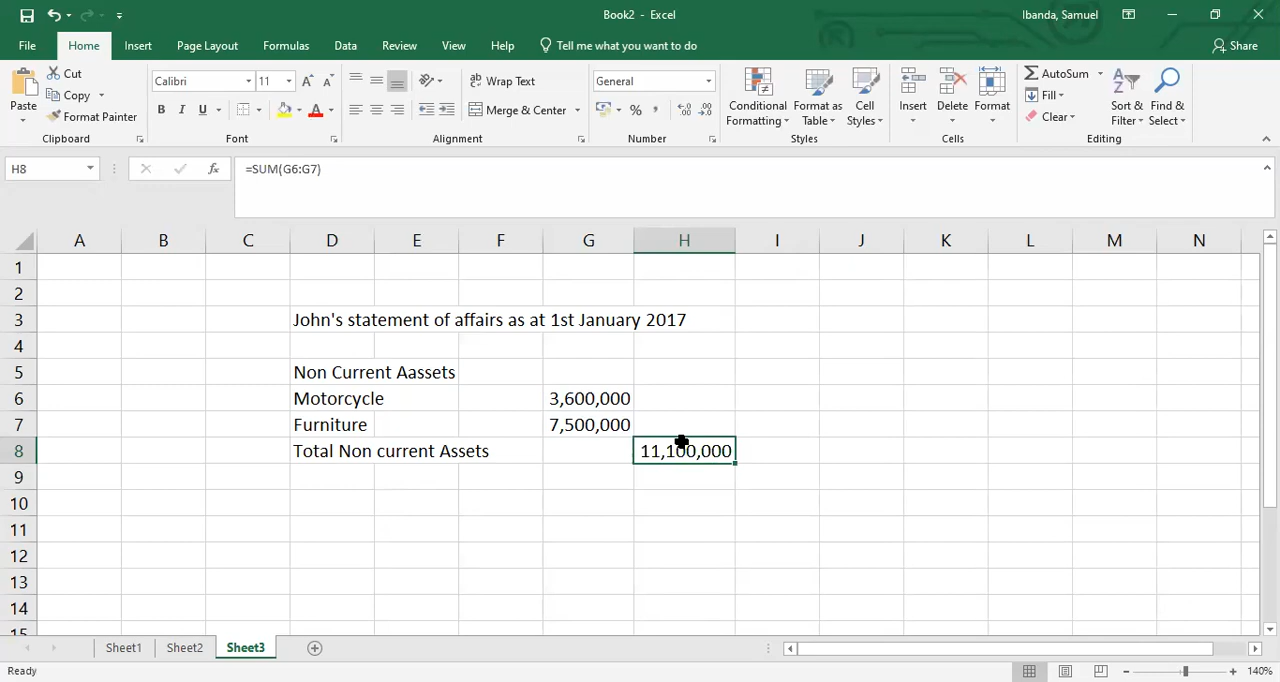 Book2 - Excel
Ibanda, Samuel
File Home Insert Page Layout Formulas Data Review View Help Tell me what you want to do Share
Paste
Cut
Copy
Format Painter
Clipboard
Calibri 11
B I U
Font
Wrap Text
Merge & Center
Alignment
General
%
Number
Conditional Formatting
Format as Table
Cell Styles
Styles
Insert Delete Format
Cells
AutoSum
Fill
Clear
Sort & Filter
Find & Select
Editing
H8 fx =SUM(G6:G7)
A B C D E F G H I J K L M N
1
2
3 John's statement of affairs as at 1st January 2017
4
5 Non Current Aassets
6 Motorcycle 3,600,000
7 Furniture 7,500,000
8 Total Non current Assets 11,100,000
9
10
11
12
13
14
15
Sheet1 Sheet2 Sheet3
Ready 140%